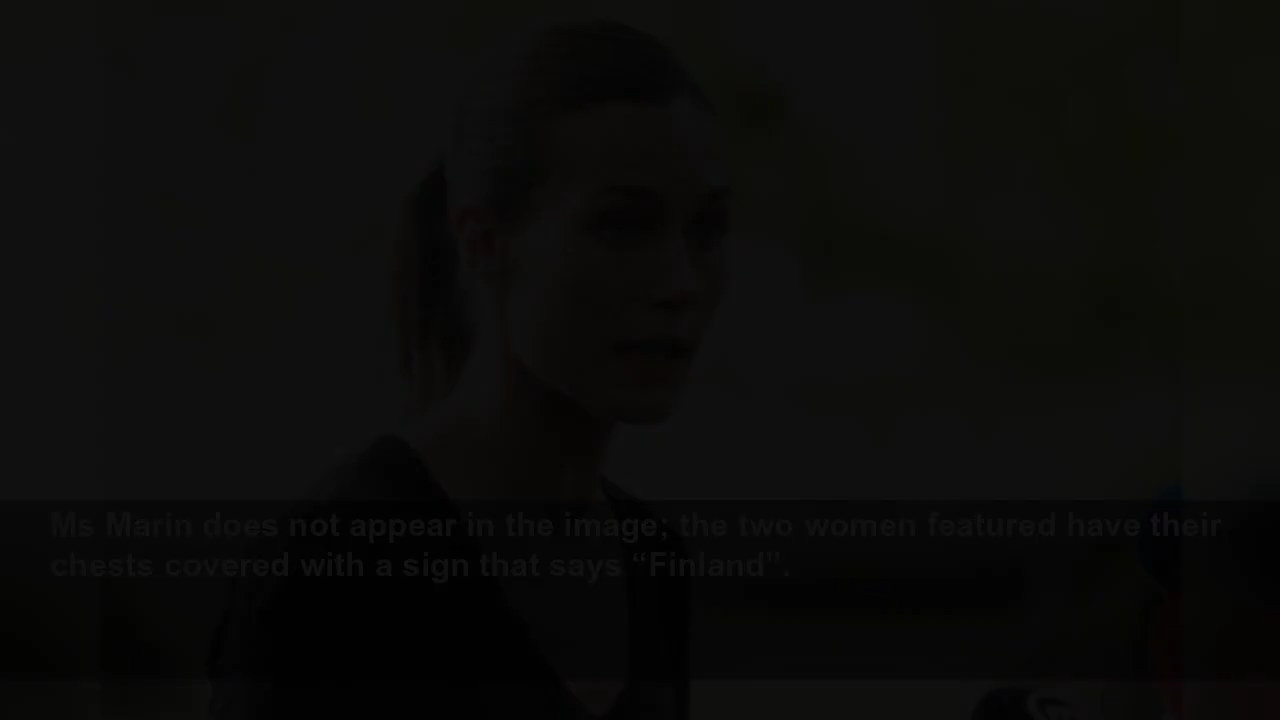 Ms Marin does not appear in the image; the two women featured have their
chests covered with a sign that says “Finland”.